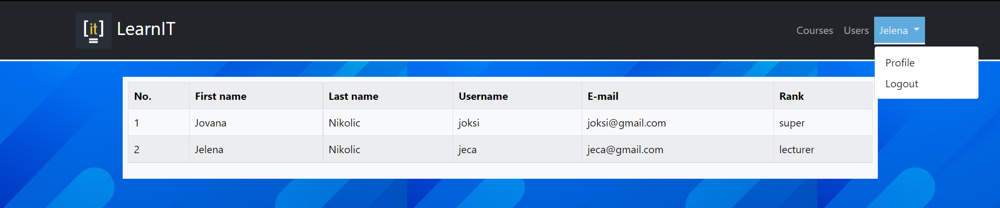 [it] LearnIT Courses Users Jelena
Profile
Logout
No. First name Last name Username E-mail Rank
1 Jovana Nikolic joksi joksi@gmail.com super
2 Jelena Nikolic jeca jeca@gmail.com lecturer